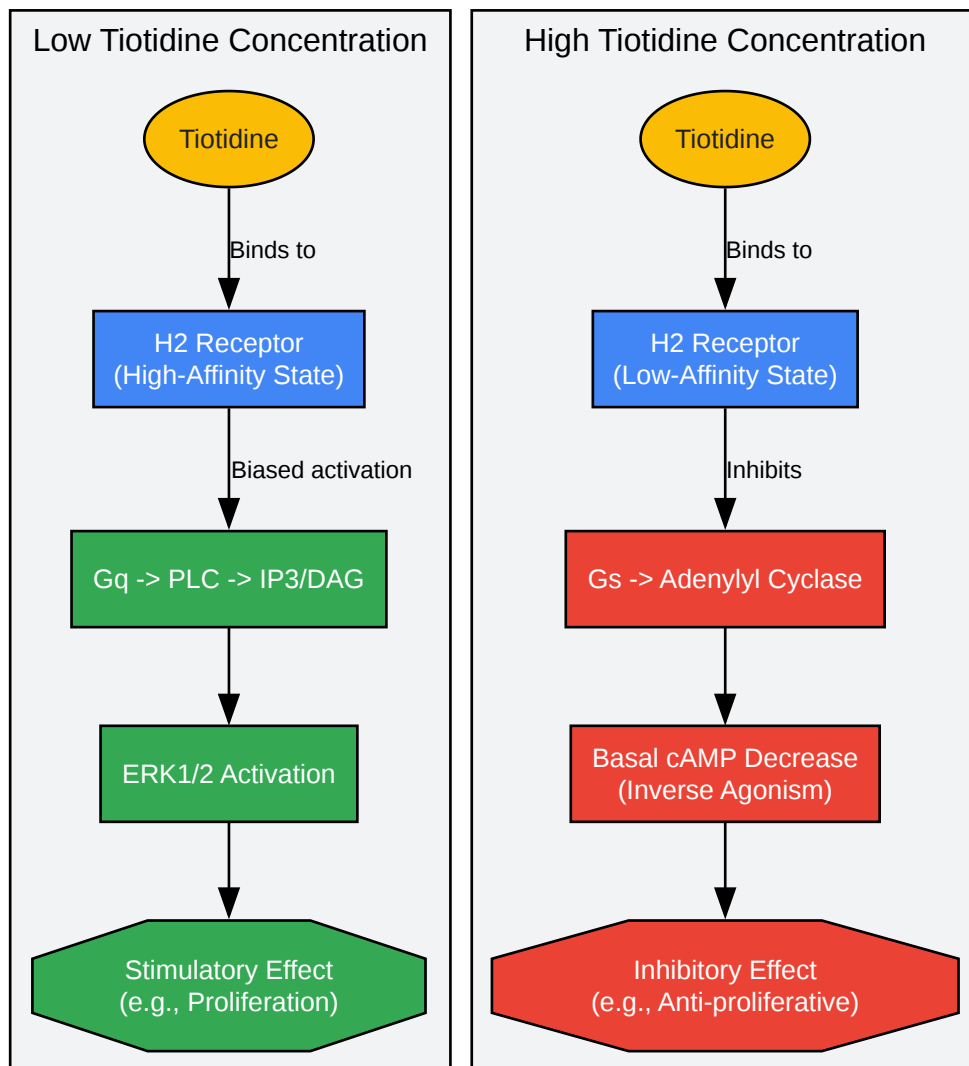 Low Tiotidine Concentration
Tiotidine
Binds to
H2 Receptor
(High-Affinity State)
Biased activation
Gq -> PLC -> IP3/DAG
ERK1/2 Activation
Stimulatory Effect
(e.g., Proliferation)
High Tiotidine Concentration
Tiotidine
Binds to
H2 Receptor
(Low-Affinity State)
Inhibits
Gs -> Adenylyl Cyclase
Basal cAMP Decrease
(Inverse Agonism)
Inhibitory Effect
(e.g., Anti-proliferative)